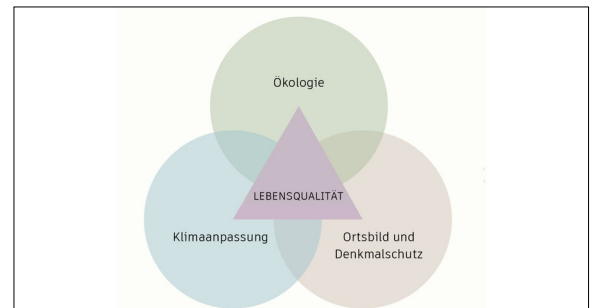 Ökologie
LEBENSQUALITÄT
Klimaanpassung
Ortsbild und
Denkmalschutz